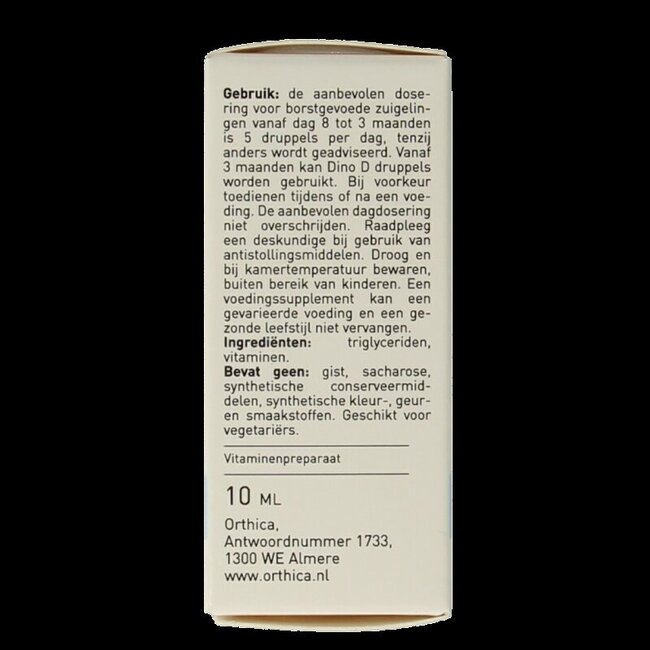 Gebruik: de aanbevolen dose-
ring voor borstgevoede zuigelin-
gen vanaf dag 8 tot 3 maanden
is 5 druppels per dag, tenzij
anders wordt geadviseerd. Vanaf
3 maanden kan Dino D druppels
worden gebruikt. Bij voorkeur
toedienen tijdens of na een voe-
ding. De aanbevolen dagdosering
niet overschrijden. Raadpleeg
een deskundige bij gebruik van
antistollingsmiddelen. Droog en
bij kamertemperatuur bewaren,
buiten bereik van kinderen. Een
voedingssupplement kan een
gevarieerde voeding en een ge-
zonde leefstijl niet vervangen.
Ingrediënten: triglyceriden,
vitaminen.
Bevat geen: gist, sacharose,
synthetische conserveermid-
delen, synthetische kleur-, geur-
en smaakstoffen. Geschikt voor
vegetariërs.
Vitaminenpreparaat
10 ML
Orthica,
Antwoordnummer 1733,
1300 WE Almere
www.orthica.nl